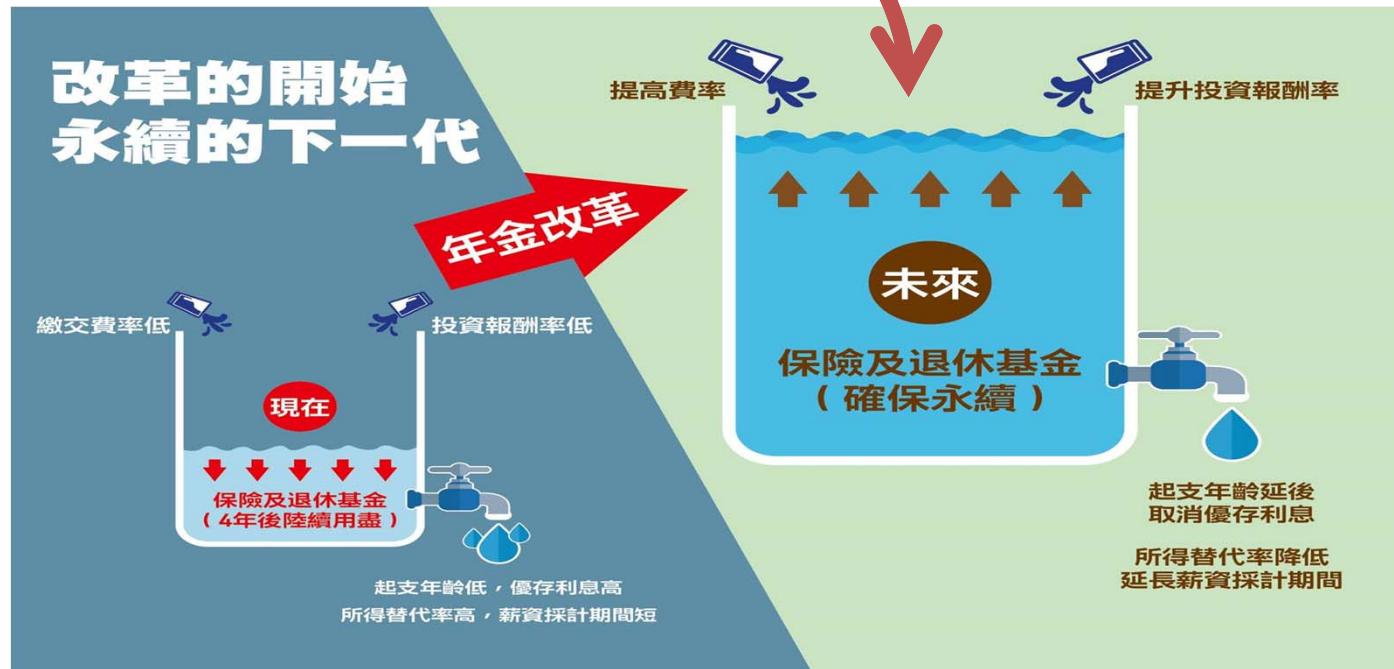 改革的開始
永續的下一代
年金改革
繳交費率低
投資報酬率低
現在
保險及退休基金
(4年後陸續用盡)
起支年齡低,優存利息高
所得替代率高,薪資採計期間短
提高費率
提升投資報酬率
未來
保險及退休基金
(確保永續)
起支年齡延後
取消優存利息
所得替代率降低
延長薪資採計期間